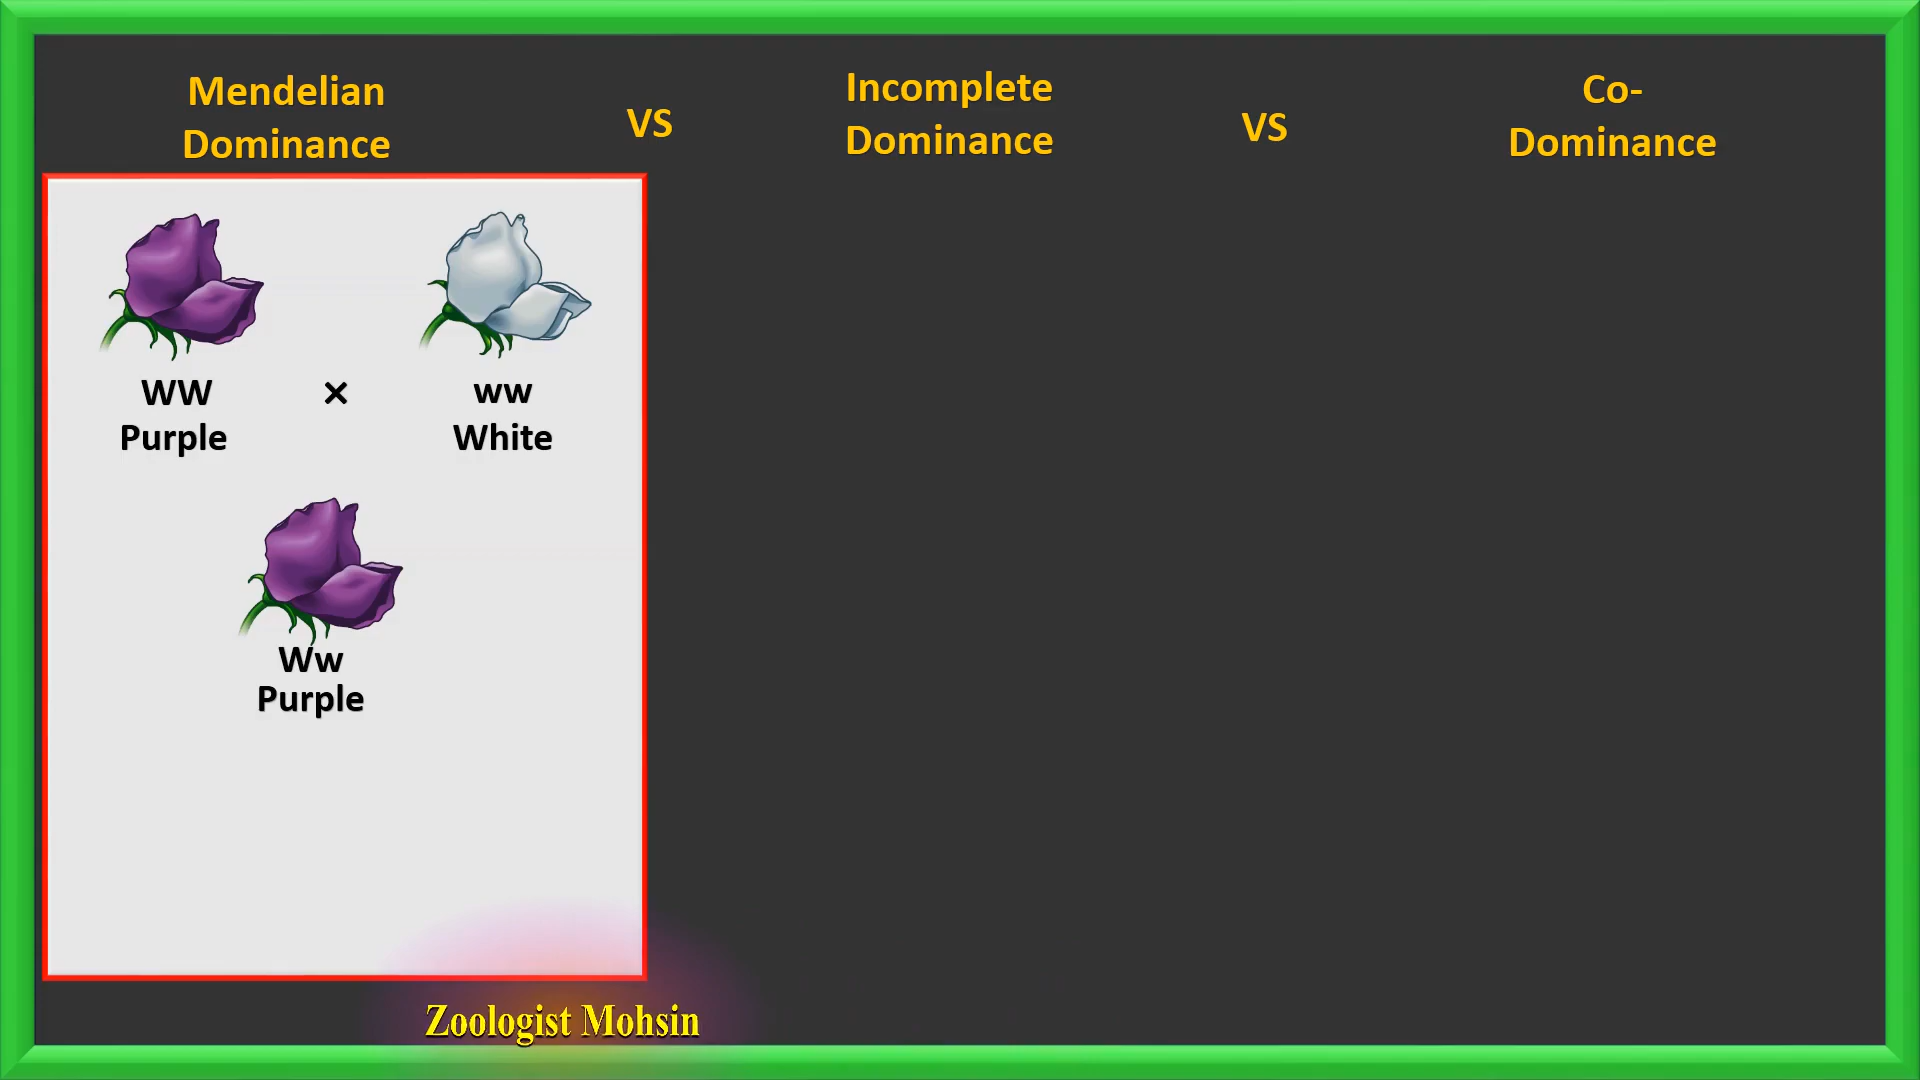 Mendelian
Dominance
VS
Incomplete
Dominance
VS
Co-
Dominance
WW × ww
Purple White
Ww
Purple
Zoologist Mohsin